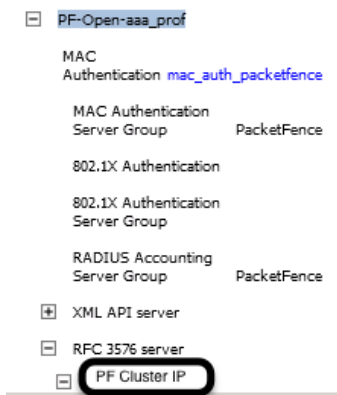 PF-Open-aaa_prof
MAC
Authentication mac_auth_packetfence
MAC Authentication
Server Group PacketFence
802.1X Authentication
802.1X Authentication
Server Group
RADIUS Accounting
Server Group PacketFence
XML API server
RFC 3576 server
PF Cluster IP